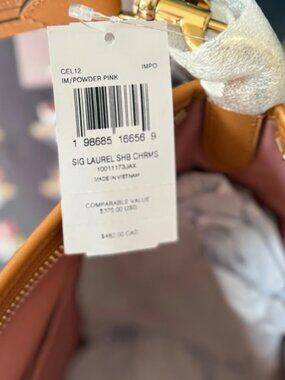 CEL12 IMPO
IM/POWDER PINK
1 98685 16656 9
SIG LAUREL SHB CHRMS
10011173JAX
MADE IN VIETNAM
COMPARABLE VALUE
$375.00 USD
$480.00 CAD